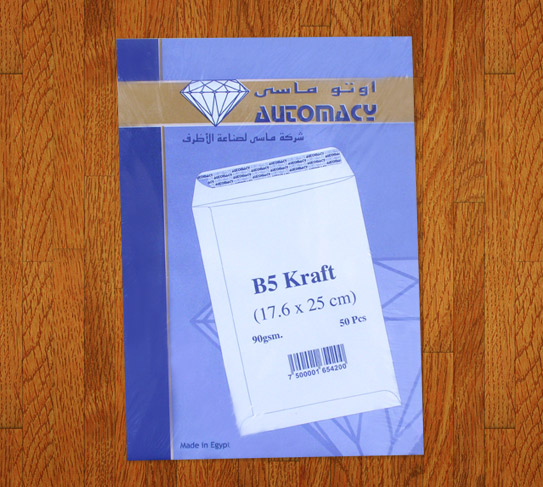 اوتو ماسى
AUTOMACY
شركة ماسى لصناعة الأظرف
B5 Kraft
(17.6 x 25 cm)
90gsm.
50 Pcs
7 500001 654200
Made in Egypt.